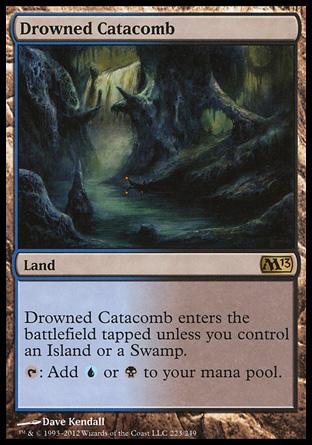 Drowned Catacomb
Land
M13
Drowned Catacomb enters the
battlefield tapped unless you control
an Island or a Swamp.
: Add or to your mana pool.
Dave Kendall
™ & © 1993–2012 Wizards of the Coast LLC 223/249